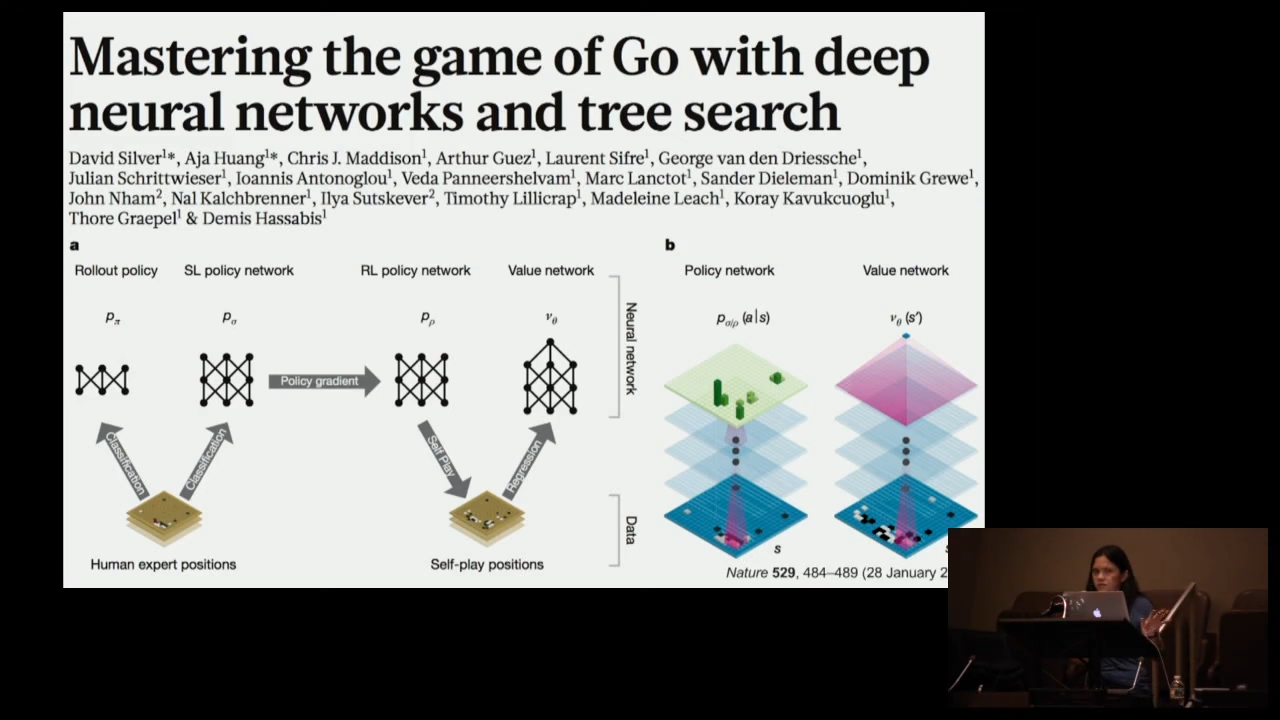 Mastering the game of Go with deep
neural networks and tree search
David Silver¹*, Aja Huang¹*, Chris J. Maddison¹, Arthur Guez¹, Laurent Sifre¹, George van den Driessche¹,
Julian Schrittwieser¹, Ioannis Antonoglou¹, Veda Panneershelvam¹, Marc Lanctot¹, Sander Dieleman¹, Dominik Grewe¹,
John Nham², Nal Kalchbrenner¹, Ilya Sutskever², Timothy Lillicrap¹, Madeleine Leach¹, Koray Kavukcuoglu¹,
Thore Graepel¹ & Demis Hassabis¹
a
Rollout policy
SL policy network
RL policy network
Value network
pπ
pσ
pρ
νθ
Neural network
Policy gradient
Classification
Classification
Self Play
Regression
Data
Human expert positions
Self-play positions
b
Policy network
Value network
pσ/ρ (a|s)
νθ (s′)
s
s
Nature 529, 484–489 (28 January 2